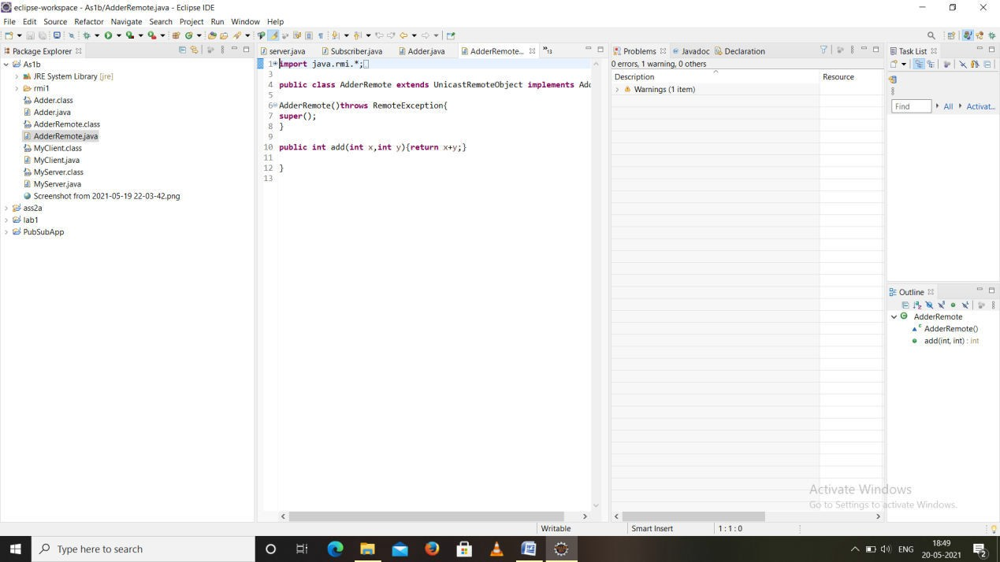 eclipse-workspace - As1b/AdderRemote.java - Eclipse IDE
File Edit Source Refactor Navigate Search Project Run Window Help
Package Explorer
As1b
JRE System Library [jre]
rmi1
Adder.class
Adder.java
AdderRemote.class
AdderRemote.java
MyClient.class
MyClient.java
MyServer.class
MyServer.java
Screenshot from 2021-05-19 22-03-42.png
ass2a
lab1
PubSubApp
server.java Subscriber.java Adder.java AdderRemote... »13
1 import java.rmi.*;
3
4 public class AdderRemote extends UnicastRemoteObject implements Add
5
6 AdderRemote()throws RemoteException{
7 super();
8 }
9
10 public int add(int x,int y){return x+y;}
11
12 }
13
Problems Javadoc Declaration
0 errors, 1 warning, 0 others
Description Resource
Warnings (1 item)
Task List
Find All Activat...
Outline
AdderRemote
AdderRemote()
add(int, int) : int
Activate Windows
Go to Settings to activate Windows.
Writable Smart Insert 1 : 1 : 0
Type here to search
ENG
18:49
20-05-2021
2